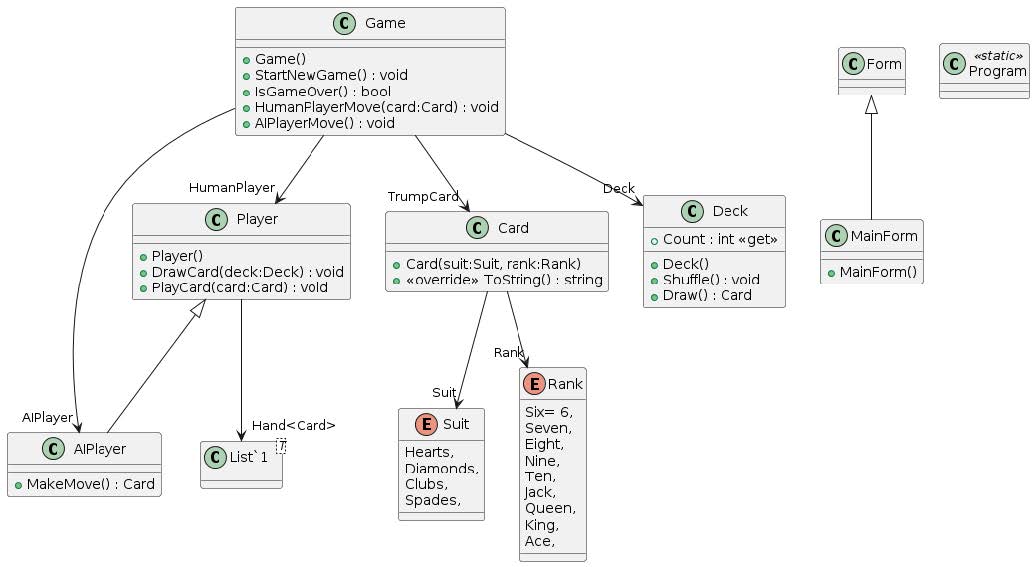 C Game
Game()
StartNewGame() : void
IsGameOver() : bool
HumanPlayerMove(card:Card) : void
AIPlayerMove() : void
C Form
C «static»
Program
HumanPlayer
TrumpCard
Deck
C Player
Player()
DrawCard(deck:Deck) : void
PlayCard(card:Card) : void
C Card
Card(suit:Suit, rank:Rank)
«override» ToString() : string
C Deck
Count : int «get»
Deck()
Shuffle() : void
Draw() : Card
C MainForm
MainForm()
AIPlayer
Hand<Card>
Suit
Rank
C AIPlayer
MakeMove() : Card
C List`1
T
E Suit
Hearts,
Diamonds,
Clubs,
Spades,
E Rank
Six= 6,
Seven,
Eight,
Nine,
Ten,
Jack,
Queen,
King,
Ace,